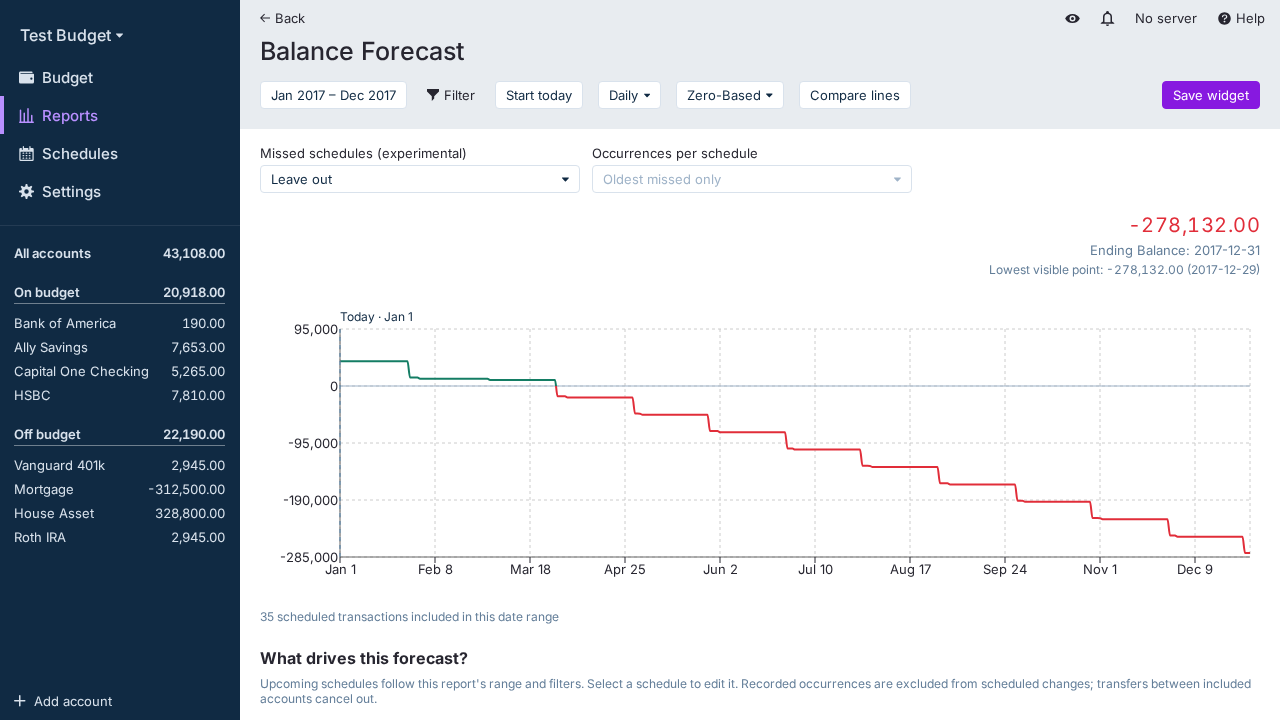 Test Budget
Budget
Reports
Schedules
Settings
All accounts 43,108.00
On budget 20,918.00
Bank of America 190.00
Ally Savings 7,653.00
Capital One Checking 5,265.00
HSBC 7,810.00
Off budget 22,190.00
Vanguard 401k 2,945.00
Mortgage -312,500.00
House Asset 328,800.00
Roth IRA 2,945.00
Add account
Back
No server
Help
Balance Forecast
Jan 2017 – Dec 2017
Filter
Start today
Daily
Zero-Based
Compare lines
Save widget
Missed schedules (experimental)
Leave out
Occurrences per schedule
Oldest missed only
-278,132.00
Ending Balance: 2017-12-31
Lowest visible point: -278,132.00 (2017-12-29)
Today · Jan 1
95,000
0
-95,000
-190,000
-285,000
Jan 1 Feb 8 Mar 18 Apr 25 Jun 2 Jul 10 Aug 17 Sep 24 Nov 1 Dec 9
35 scheduled transactions included in this date range
What drives this forecast?
Upcoming schedules follow this report's range and filters. Select a schedule to edit it. Recorded occurrences are excluded from scheduled changes; transfers between included
accounts cancel out.